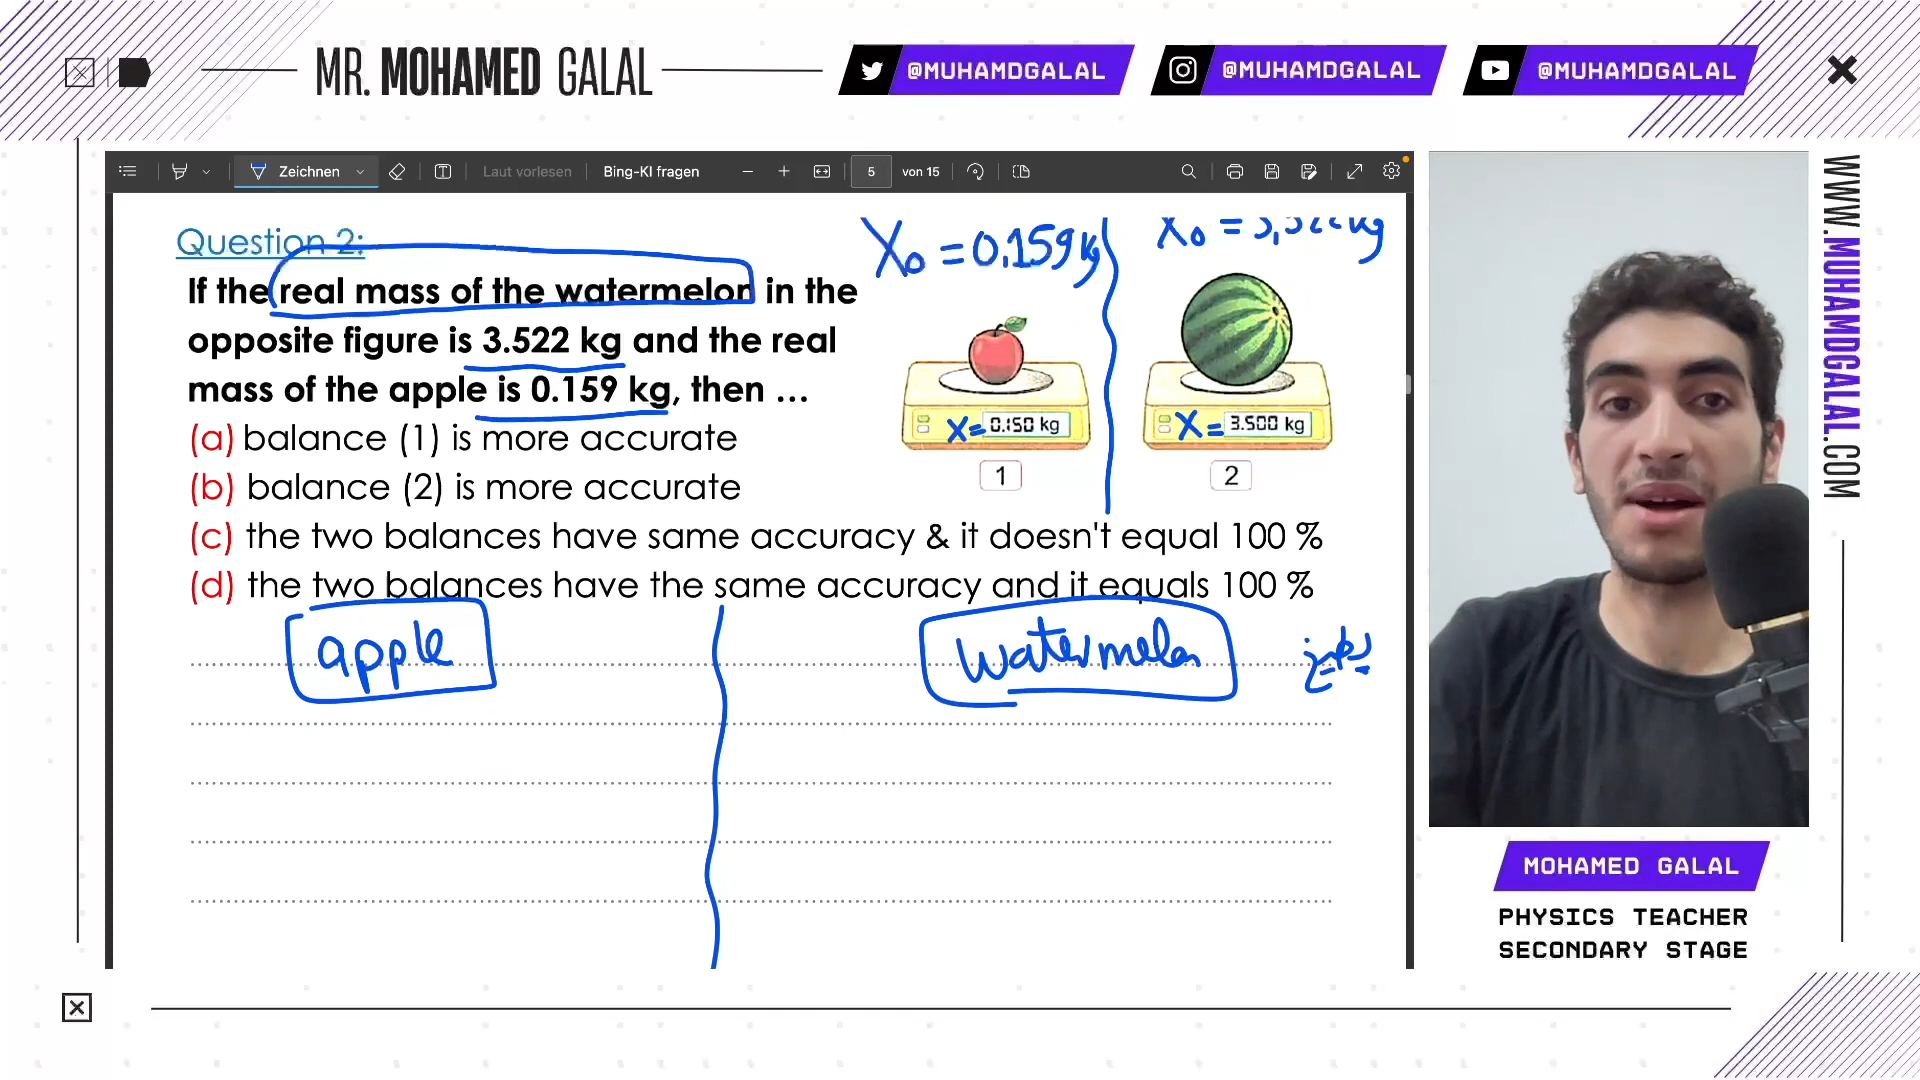 MR. MOHAMED GALAL
@MUHAMDGALAL
@MUHAMDGALAL
@MUHAMDGALAL
Zeichnen
Laut vorlesen
Bing-KI fragen
5
von 15
Question 2:
If the real mass of the watermelon in the
opposite figure is 3.522 kg and the real
mass of the apple is 0.159 kg, then ...
(a) balance (1) is more accurate
(b) balance (2) is more accurate
(c) the two balances have same accuracy & it doesn't equal 100 %
(d) the two balances have the same accuracy and it equals 100 %
X₀ = 0,159 kg
X₀ = 3,522 kg
X= 0.150 kg
X= 3.500 kg
1
2
apple
watermelon
WWW.MUHAMDGALAL.COM
MOHAMED GALAL
PHYSICS TEACHER
SECONDARY STAGE